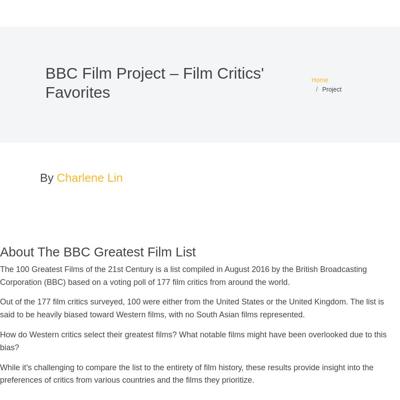 BBC Film Project – Film Critics'
Favorites
Home
/ Project
By Charlene Lin
About The BBC Greatest Film List
The 100 Greatest Films of the 21st Century is a list compiled in August 2016 by the British Broadcasting
Corporation (BBC) based on a voting poll of 177 film critics from around the world.
Out of the 177 film critics surveyed, 100 were either from the United States or the United Kingdom. The list is
said to be heavily biased toward Western films, with no South Asian films represented.
How do Western critics select their greatest films? What notable films might have been overlooked due to this
bias?
While it's challenging to compare the list to the entirety of film history, these results provide insight into the
preferences of critics from various countries and the films they prioritize.